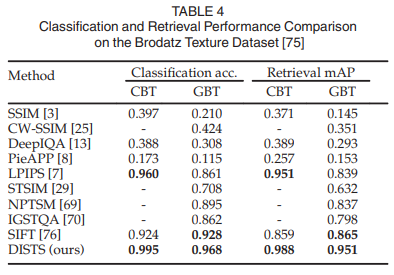 TABLE 4
Classification and Retrieval Performance Comparison
on the Brodatz Texture Dataset [75]
Method Classification acc. Retrieval mAP
CBT GBT CBT GBT
SSIM [3] 0.397 0.210 0.371 0.145
CW-SSIM [25] - 0.424 - 0.351
DeepIQA [13] 0.388 0.308 0.389 0.293
PieAPP [8] 0.173 0.115 0.257 0.153
LPIPS [7] 0.960 0.861 0.951 0.839
STSIM [29] - 0.708 - 0.632
NPTSM [69] - 0.895 - 0.837
IGSTQA [70] - 0.862 - 0.798
SIFT [76] 0.924 0.928 0.859 0.865
DISTS (ours) 0.995 0.968 0.988 0.951